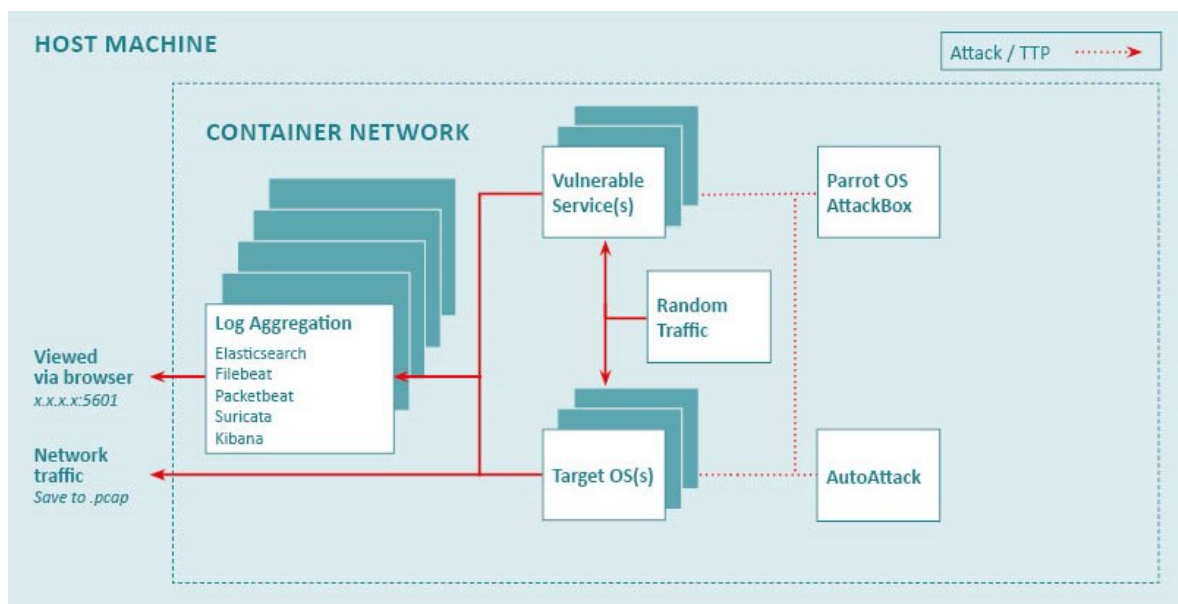 HOST MACHINE
Attack / TTP
CONTAINER NETWORK
Vulnerable
Service(s)
Parrot OS
AttackBox
Random
Traffic
Log Aggregation
Elasticsearch
Filebeat
Packetbeat
Suricata
Kibana
Viewed
via browser
x.x.x.x:5601
Network
traffic
Save to .pcap
Target OS(s)
AutoAttack